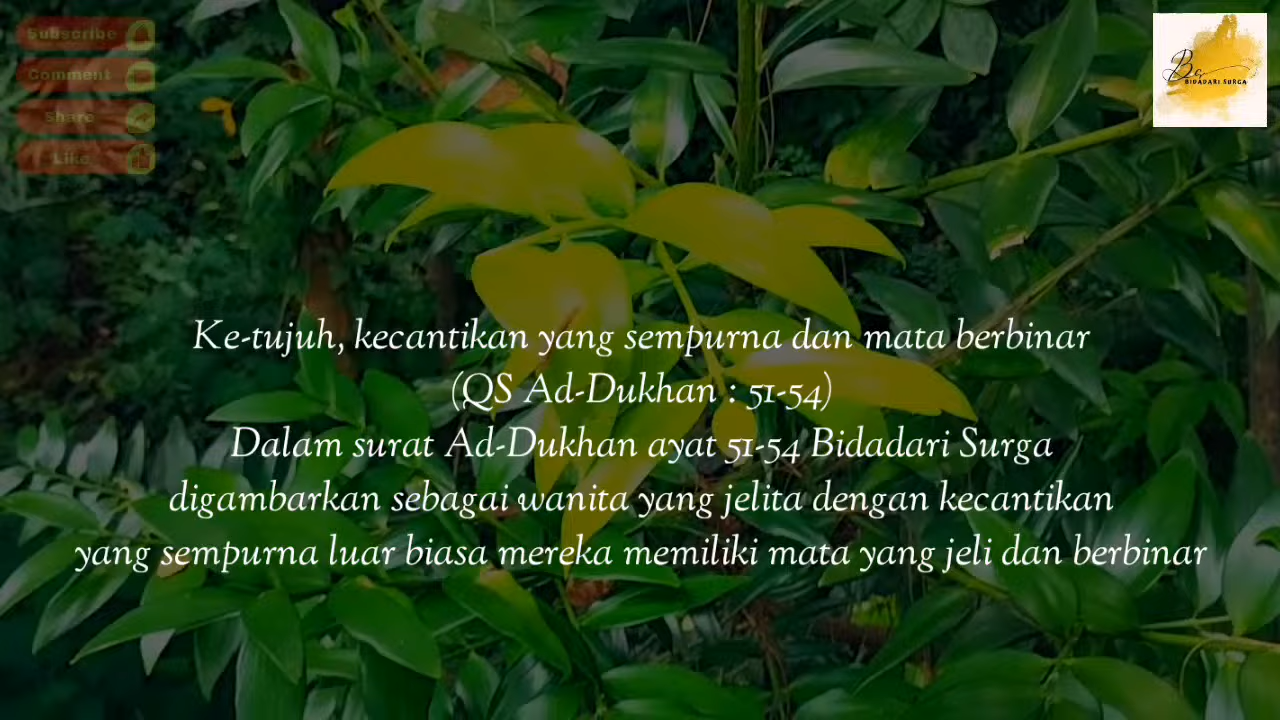 Subscribe
Comment
Share
Like
Bs
BIDADARI SURGA
Ke-tujuh, kecantikan yang sempurna dan mata berbinar
(QS Ad-Dukhan : 51-54)
Dalam surat Ad-Dukhan ayat 51-54 Bidadari Surga
digambarkan sebagai wanita yang jelita dengan kecantikan
yang sempurna luar biasa mereka memiliki mata yang jeli dan berbinar